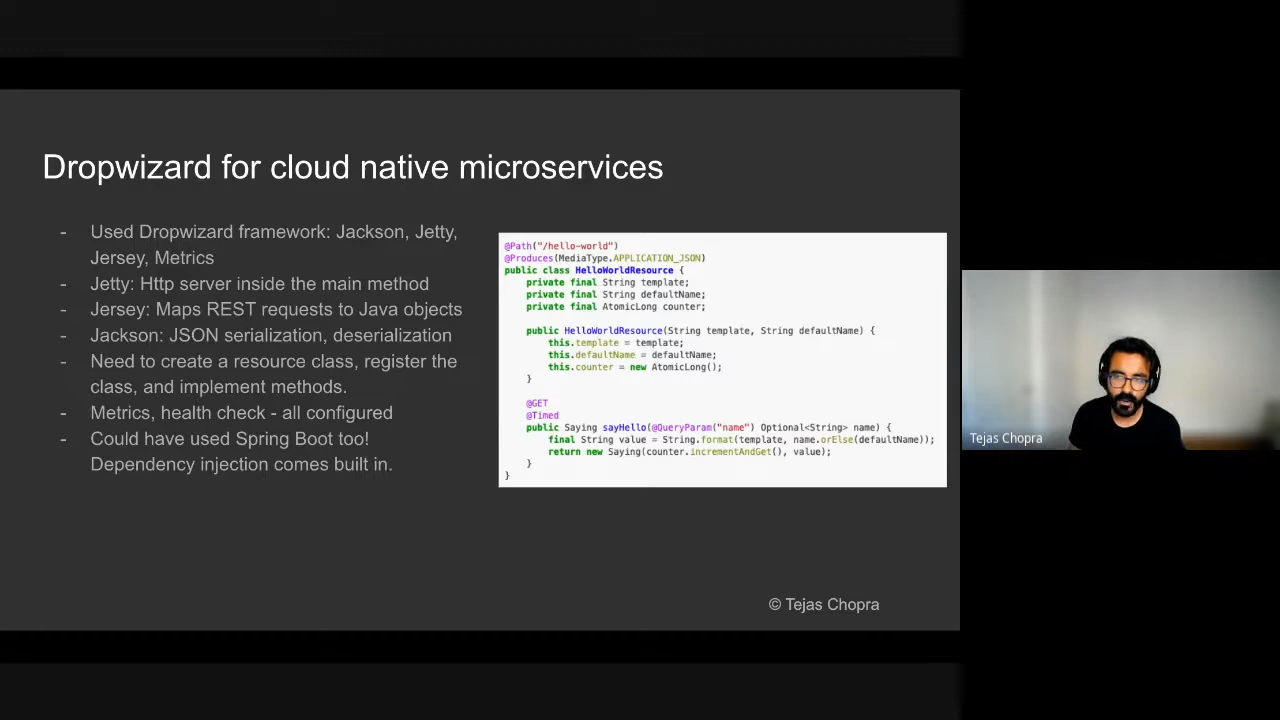 Dropwizard for cloud native microservices
- Used Dropwizard framework: Jackson, Jetty,
Jersey, Metrics
- Jetty: Http server inside the main method
- Jersey: Maps REST requests to Java objects
- Jackson: JSON serialization, deserialization
- Need to create a resource class, register the
class, and implement methods.
- Metrics, health check - all configured
- Could have used Spring Boot too!
Dependency injection comes built in.
@Path("/hello-world")
@Produces(MediaType.APPLICATION_JSON)
public class HelloWorldResource {
    private final String template;
    private final String defaultName;
    private final AtomicLong counter;
    public HelloWorldResource(String template, String defaultName) {
        this.template = template;
        this.defaultName = defaultName;
        this.counter = new AtomicLong();
    }
    @GET
    @Timed
    public Saying sayHello(@QueryParam("name") Optional<String> name) {
        final String value = String.format(template, name.orElse(defaultName));
        return new Saying(counter.incrementAndGet(), value);
    }
}
© Tejas Chopra
Tejas Chopra